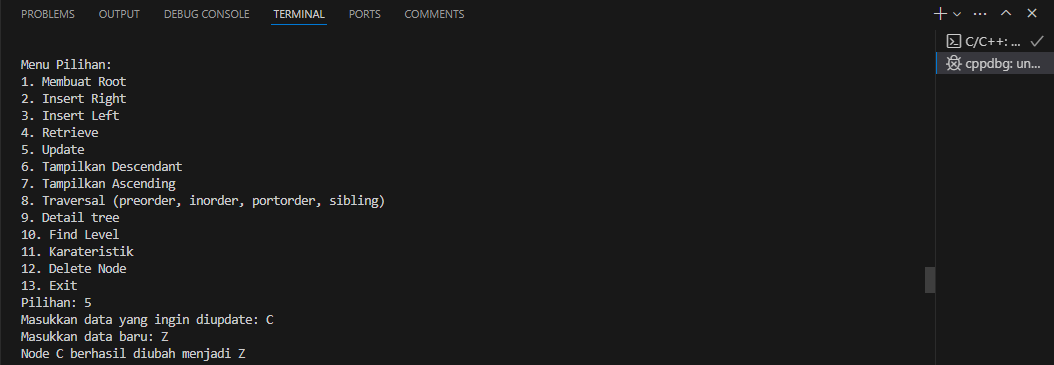 PROBLEMS OUTPUT DEBUG CONSOLE TERMINAL PORTS COMMENTS
C/C++: ...
cppdbg: un...
Menu Pilihan:
1. Membuat Root
2. Insert Right
3. Insert Left
4. Retrieve
5. Update
6. Tampilkan Descendant
7. Tampilkan Ascending
8. Traversal (preorder, inorder, portorder, sibling)
9. Detail tree
10. Find Level
11. Karateristik
12. Delete Node
13. Exit
Pilihan: 5
Masukkan data yang ingin diupdate: C
Masukkan data baru: Z
Node C berhasil diubah menjadi Z